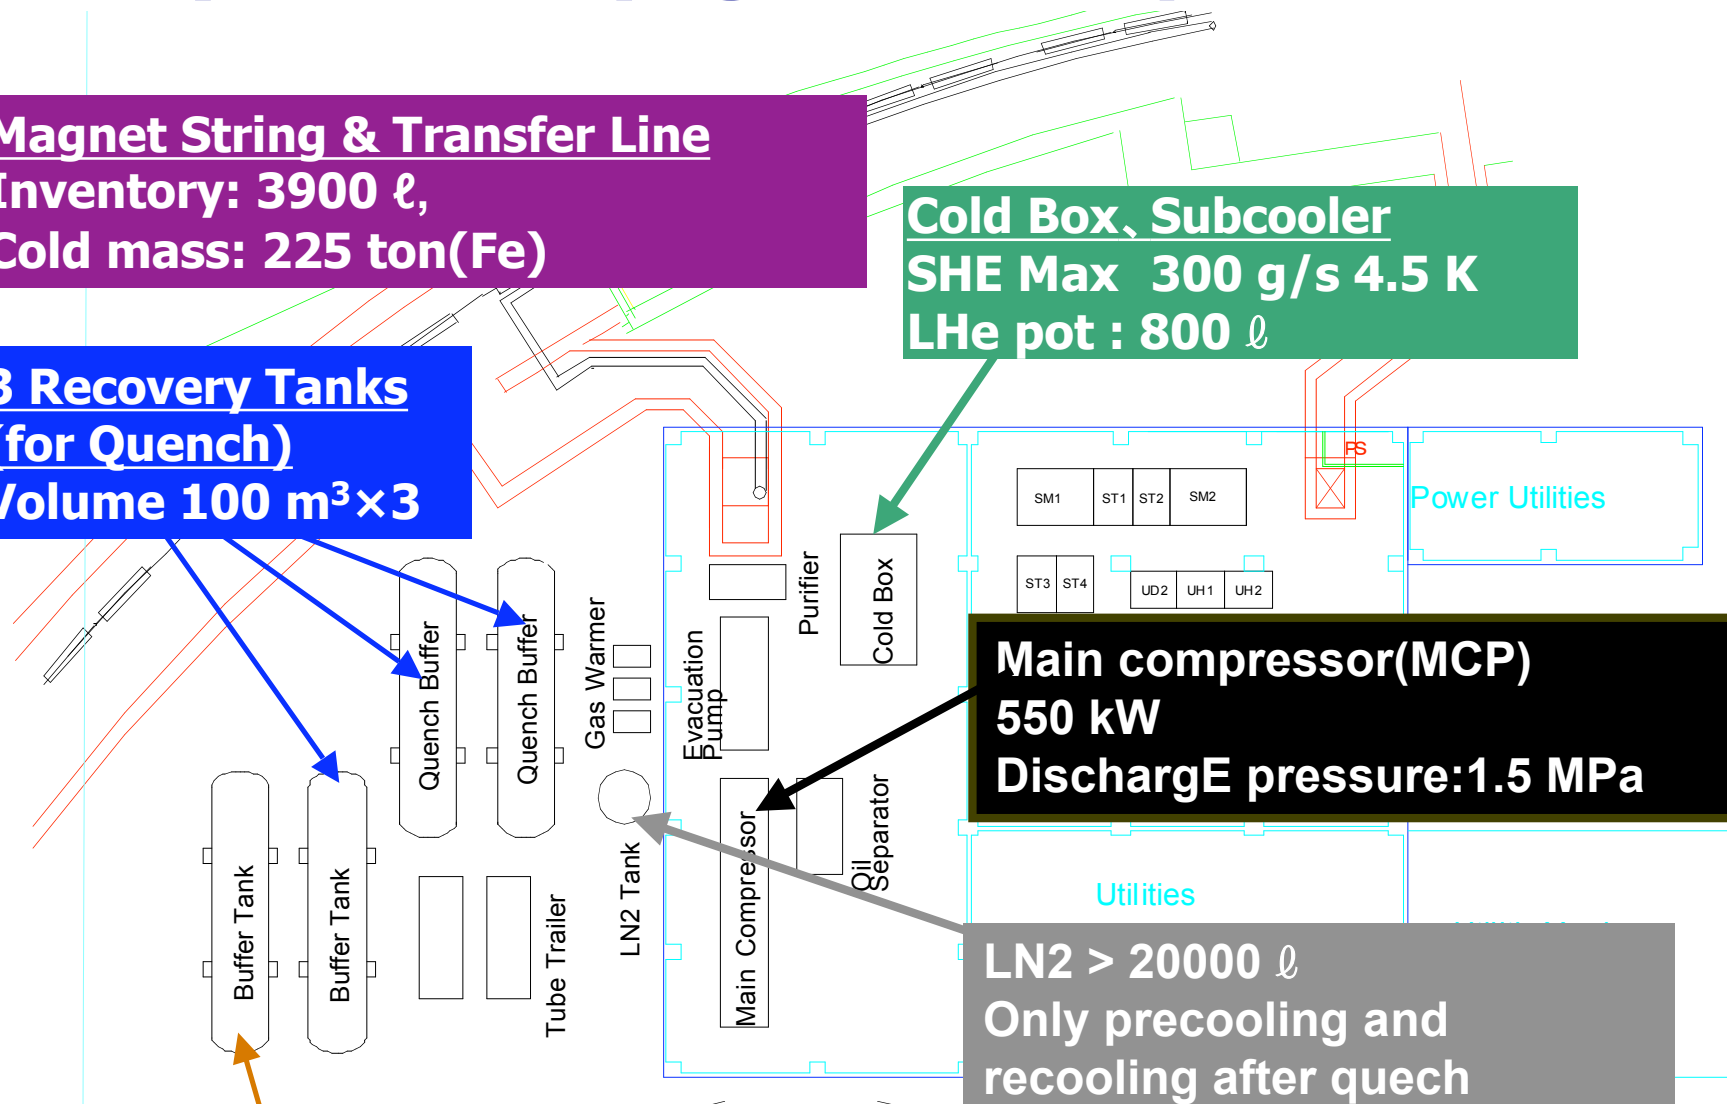 Magnet String & Transfer Line
Inventory: 3900 ℓ,
Cold mass: 225 ton(Fe)
Cold Box、Subcooler
SHE Max 300 g/s 4.5 K
LHe pot : 800 ℓ
3 Recovery Tanks
(for Quench)
Volume 100 m³×3
PS
Power Utilities
SM1
ST1
ST2
SM2
ST3
ST4
UD2
UH1
UH2
Purifier
Cold Box
Quench Buffer
Quench Buffer
Gas Warmer
Evacuation
Pump
Main compressor(MCP)
550 kW
DischargE pressure:1.5 MPa
Buffer Tank
Buffer Tank
Tube Trailer
LN2 Tank
Main Compressor
Oil
Separator
Utilities
LN2 > 20000 ℓ
Only precooling and
recooling after quech